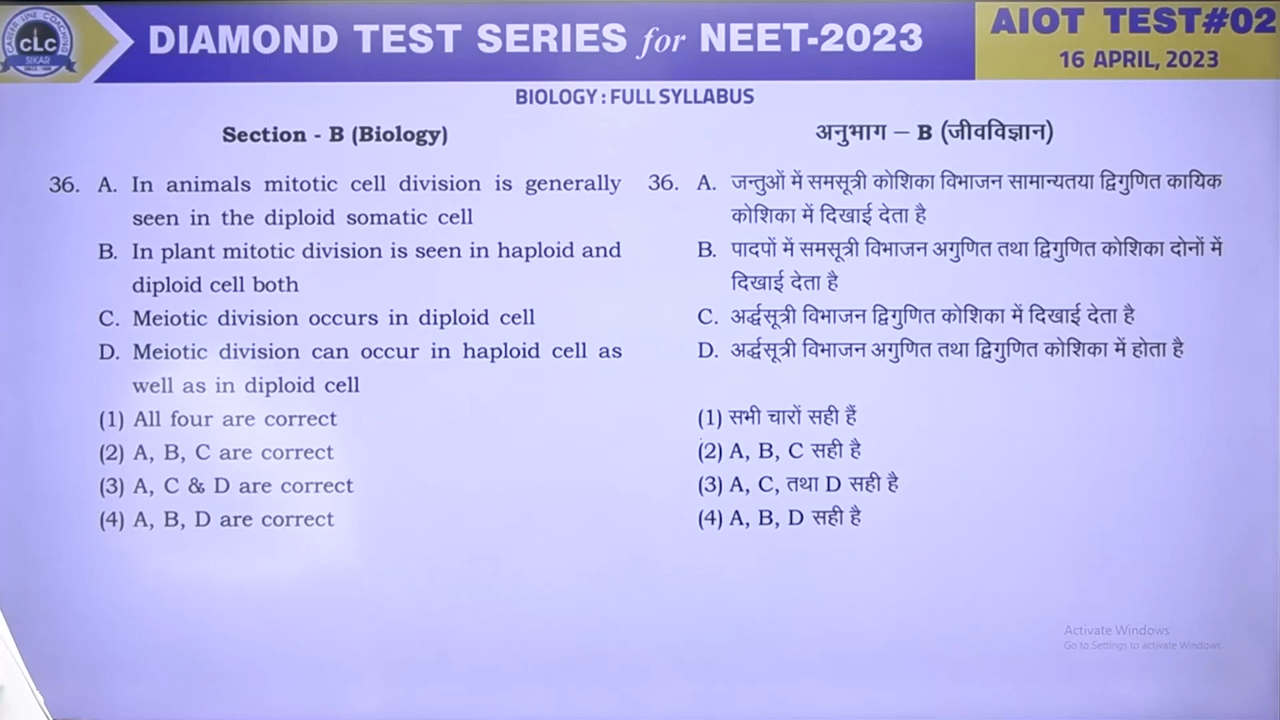 CAREER LINE COACHING
CLC
SIKAR
DIAMOND TEST SERIES for NEET-2023
AIOT TEST#02
16 APRIL, 2023
BIOLOGY : FULL SYLLABUS
Section - B (Biology)
36. A. In animals mitotic cell division is generally
seen in the diploid somatic cell
B. In plant mitotic division is seen in haploid and
diploid cell both
C. Meiotic division occurs in diploid cell
D. Meiotic division can occur in haploid cell as
well as in diploid cell
(1) All four are correct
(2) A, B, C are correct
(3) A, C & D are correct
(4) A, B, D are correct
अनुभाग – B (जीवविज्ञान)
36. A. जन्तुओं में समसूत्री कोशिका विभाजन सामान्यतया द्विगुणित कायिक
कोशिका में दिखाई देता है
B. पादपों में समसूत्री विभाजन अगुणित तथा द्विगुणित कोशिका दोनों में
दिखाई देता है
C. अर्द्धसूत्री विभाजन द्विगुणित कोशिका में दिखाई देता है
D. अर्द्धसूत्री विभाजन अगुणित तथा द्विगुणित कोशिका में होता है
(1) सभी चारों सही हैं
(2) A, B, C सही है
(3) A, C, तथा D सही है
(4) A, B, D सही है
Activate Windows
Go to Settings to activate Windows.